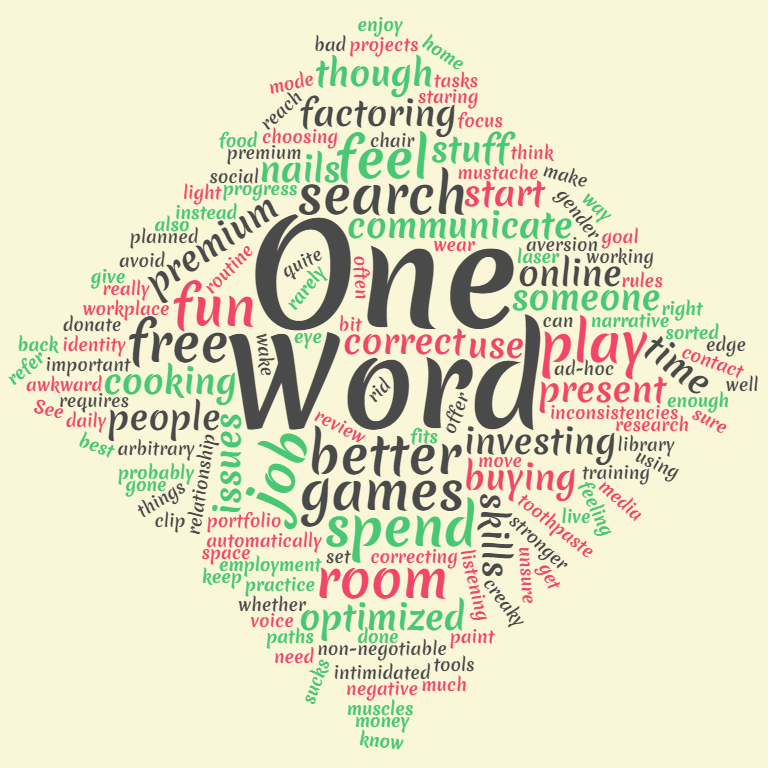 enjoy
bad projects home
though
mode tasks
reach staring
factoring focus
food choosing chair
premium feel stuff think
nails mustache make
social
light progress search start gender way
instead communicate goal
also
planned premium wear aversion
quite often laser working
avoid routine online rules
give rarely
really fun One someone right
workplace
donate bit can narrative sorted
back identity free wake eye correct use play time edge
refer important ad-hoc contact
awkward cooking rid present well
requires Word offer enough
See daily people review inconsistencies sure
research
best arbitrary issues job better fits investing library
relationship move using
probably games buying training
gone things feeling media
clip portfolio spend skills toothpaste live
automatically stronger
space set correcting unsure get
employment listening
keep practice room creaky
whether optimized
voice
paths done paint
need non-negotiable
sucks intimidated tools
negative much
muscles
money
know